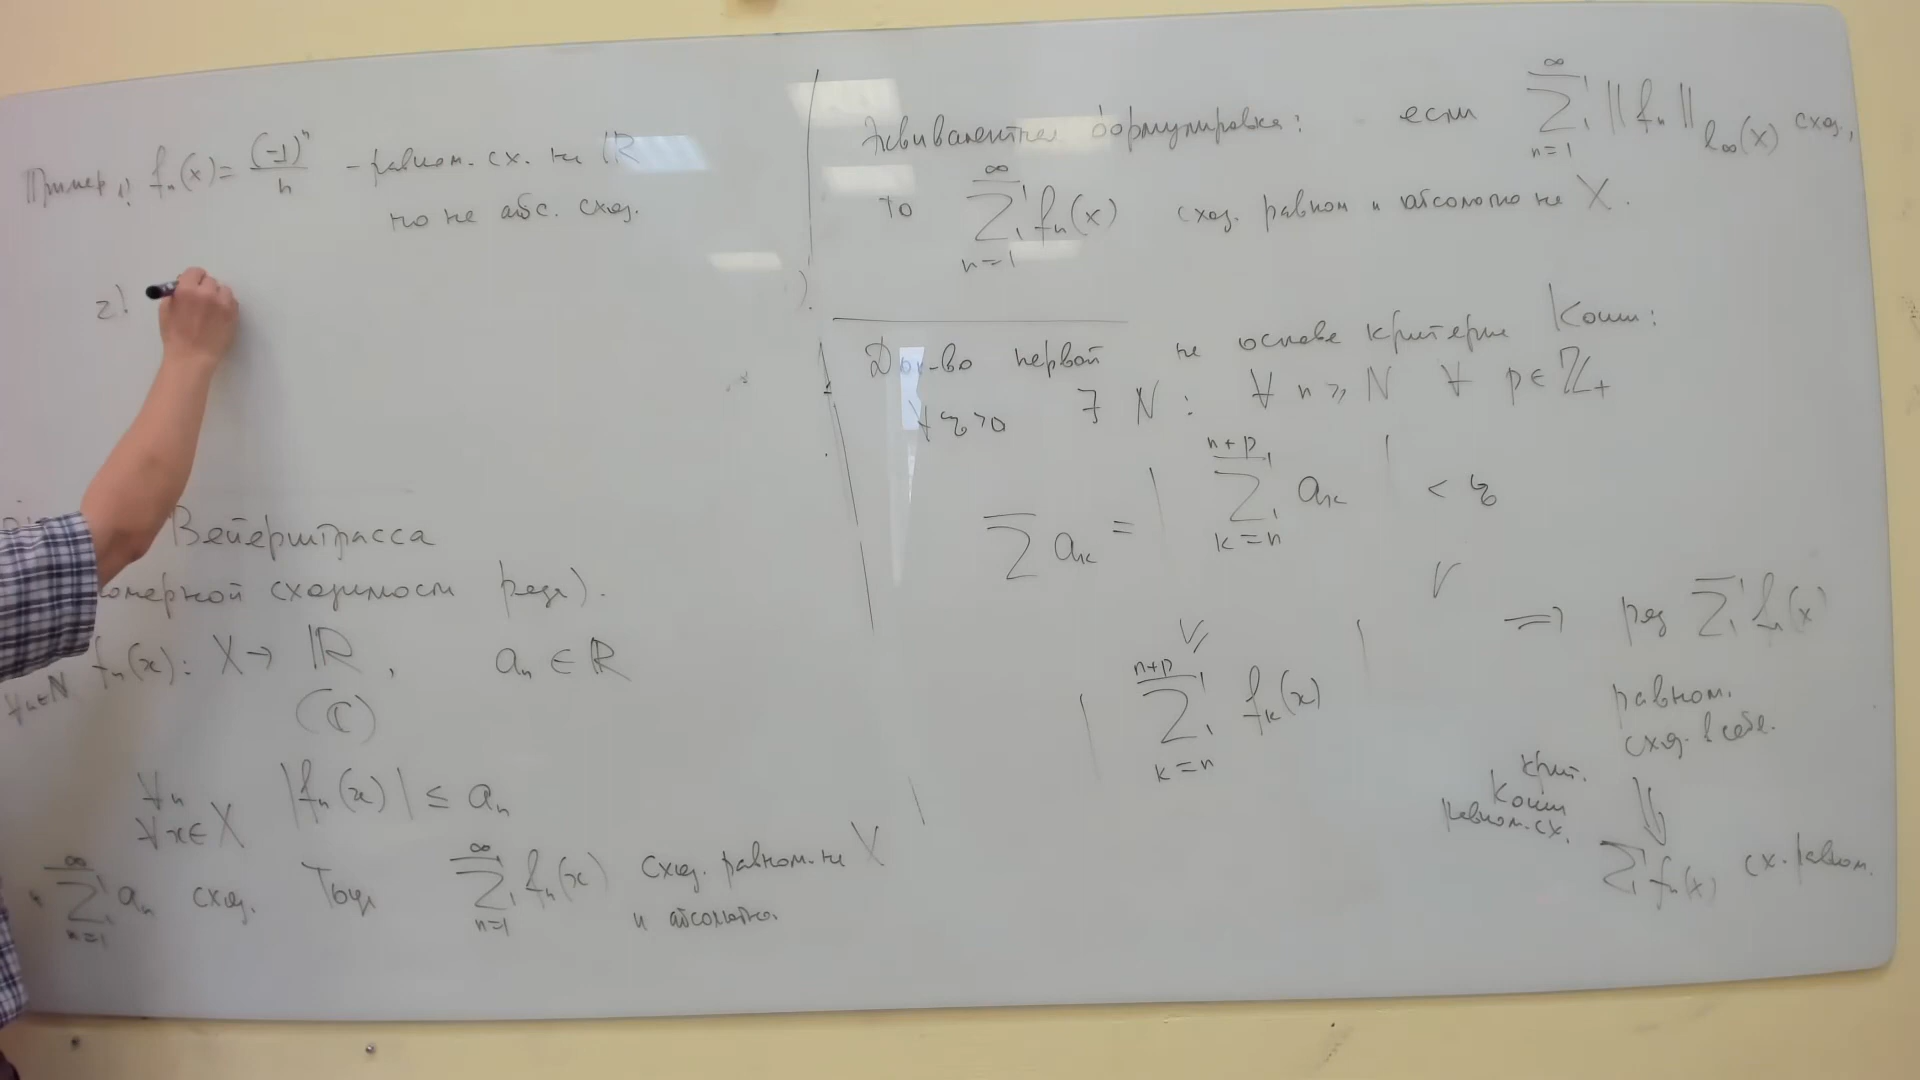 Пример 1) fₙ(x) = (-1)ⁿ/n - равном. сх. на ℝ
но не абс. сход.
2)
Вейерштрасса
сходимости ряда).
∀n∈N fₙ(x): X → ℝ, aₙ ∈ ℝ
(ℂ)
∀n
∀x∈X |fₙ(x)| ≤ aₙ
и ∑_{n=1}^{∞} aₙ сход. Тогда ∑_{n=1}^{∞} fₙ(x) сход. равном. на X
и абсолютно.
Эквивалентная формулировка: если ∑_{n=1}^{∞} ||fₙ||_{l_∞(X)} сход.,
то ∑_{n=1}^{∞} fₙ(x) сход. равном и абсолютно на X.
Док-во первой на основе критерия Коши:
∀ε>0 ∃ N: ∀ n ≥ N ∀ p∈ℤ₊
∑ aₖ = | ∑_{k=n}^{n+p} aₖ | < ε
| ∑_{k=n}^{n+p} fₖ(x) | ⇒ ряд ∑ fₙ(x)
равном.
сход. в себе.
крит.
Коши
равном. сх. ⇓
∑ fₙ(x) сх. равном.